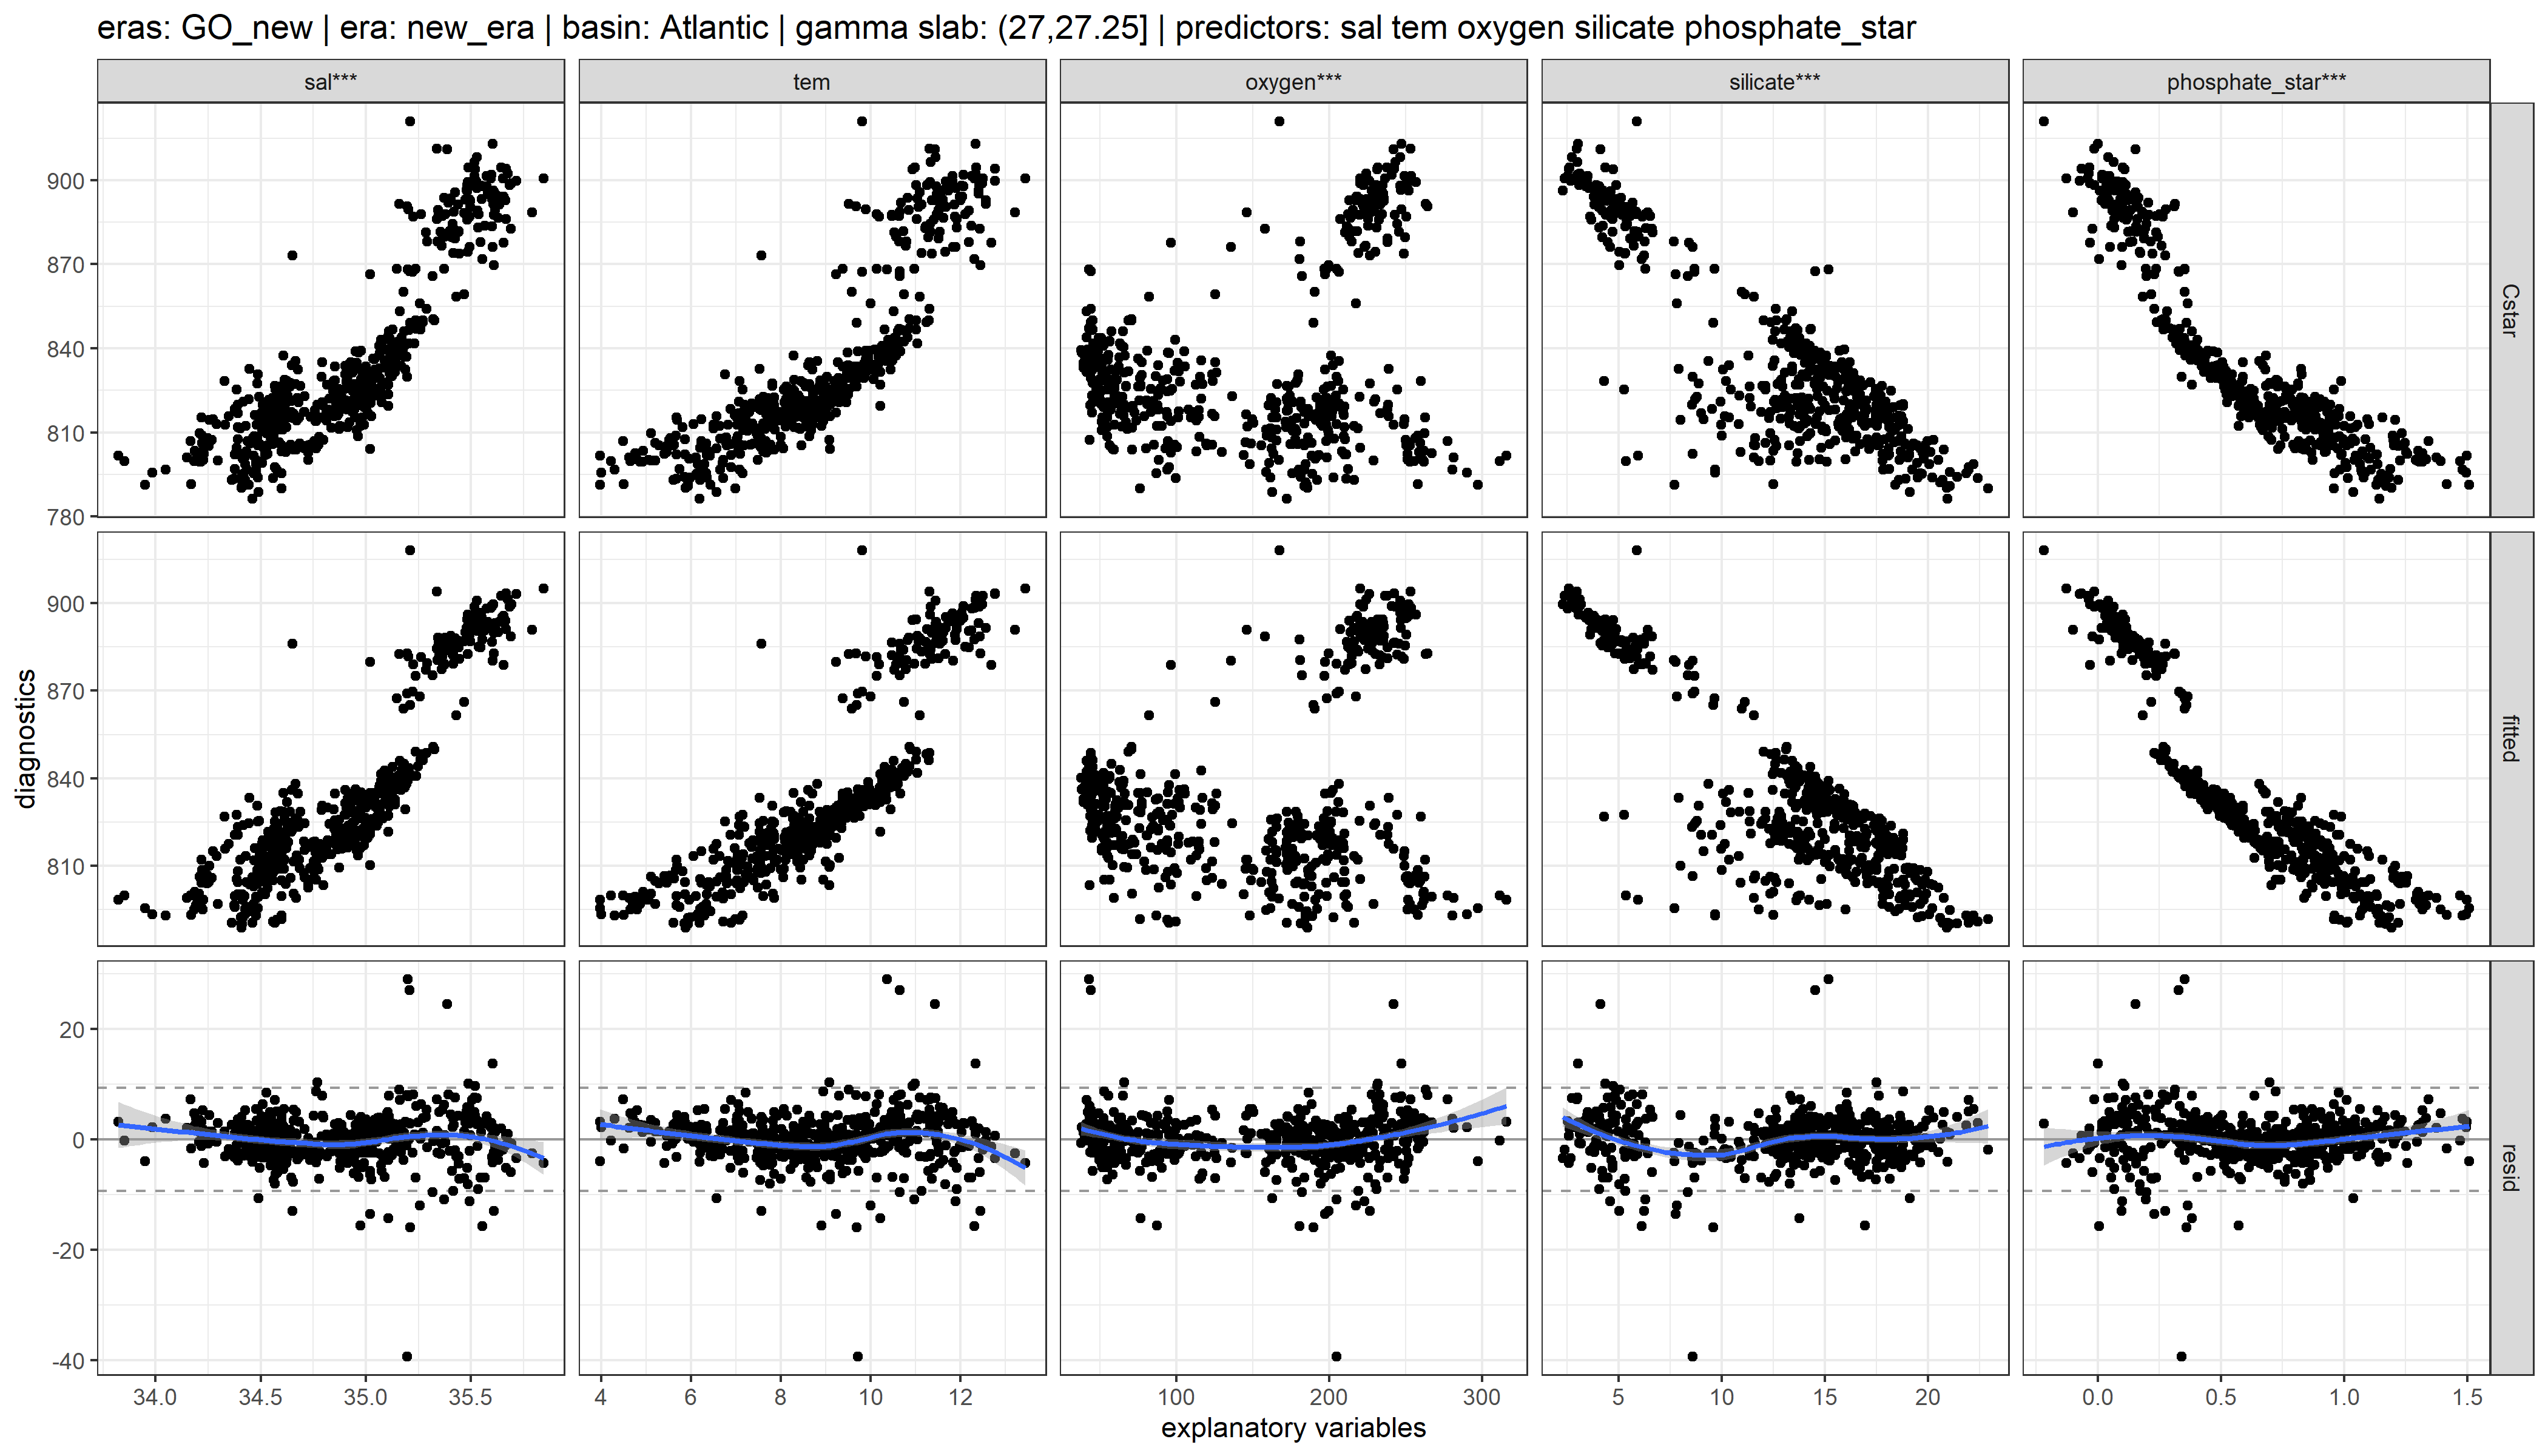 eras: GO_new | era: new_era | basin: Atlantic | gamma slab: (27,27.25] | predictors: sal tem oxygen silicate phosphate_star
sal*** tem oxygen*** silicate*** phosphate_star***
900
870
840
810
780
Cstar
900
870
840
810
fitted
diagnostics
20
0
-20
-40
resid
34.0 34.5 35.0 35.5 4 6 8 10 12 100 200 300 5 10 15 20 0.0 0.5 1.0 1.5
explanatory variables